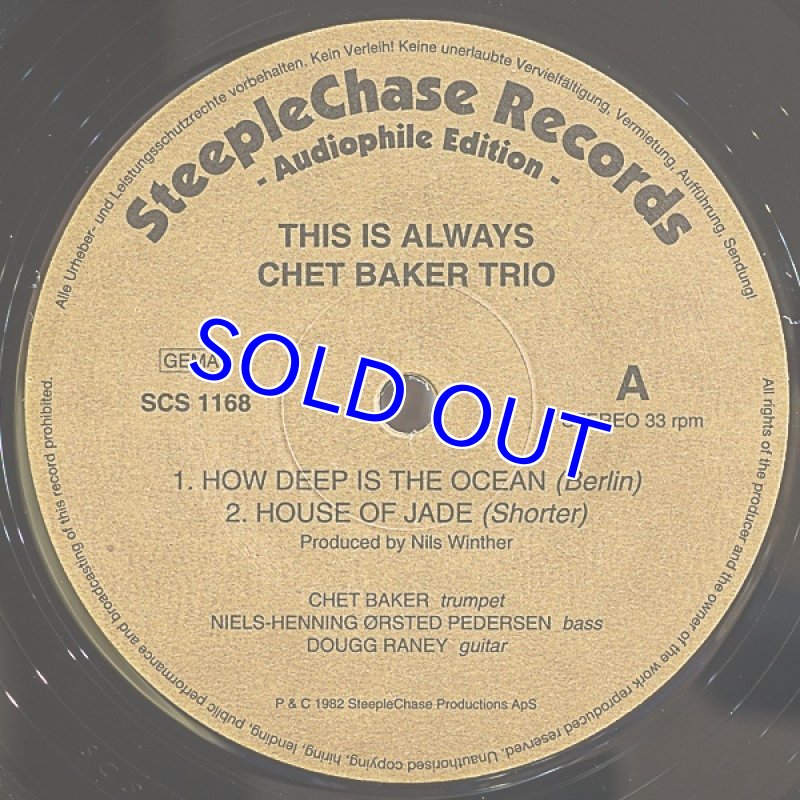 Alle Urheber- und Leistungsschutzrechte vorbehalten. Kein Verleih! Keine unerlaubte Vervielfältigung, Vermietung, Aufführung, Sendung!
SteepleChase Records
- Audiophile Edition -
THIS IS ALWAYS
CHET BAKER TRIO
GEMA
SCS 1168
A
STEREO 33 rpm
SOLD OUT
1. HOW DEEP IS THE OCEAN (Berlin)
2. HOUSE OF JADE (Shorter)
Produced by Nils Winther
CHET BAKER trumpet
NIELS-HENNING ØRSTED PEDERSEN bass
DOUGG RANEY guitar
P & C 1982 SteepleChase Productions ApS
All rights of the producer and the owner of the work reproduced reserved. Unauthorised copying, hiring, lending, public performance and broadcasting of this record prohibited.